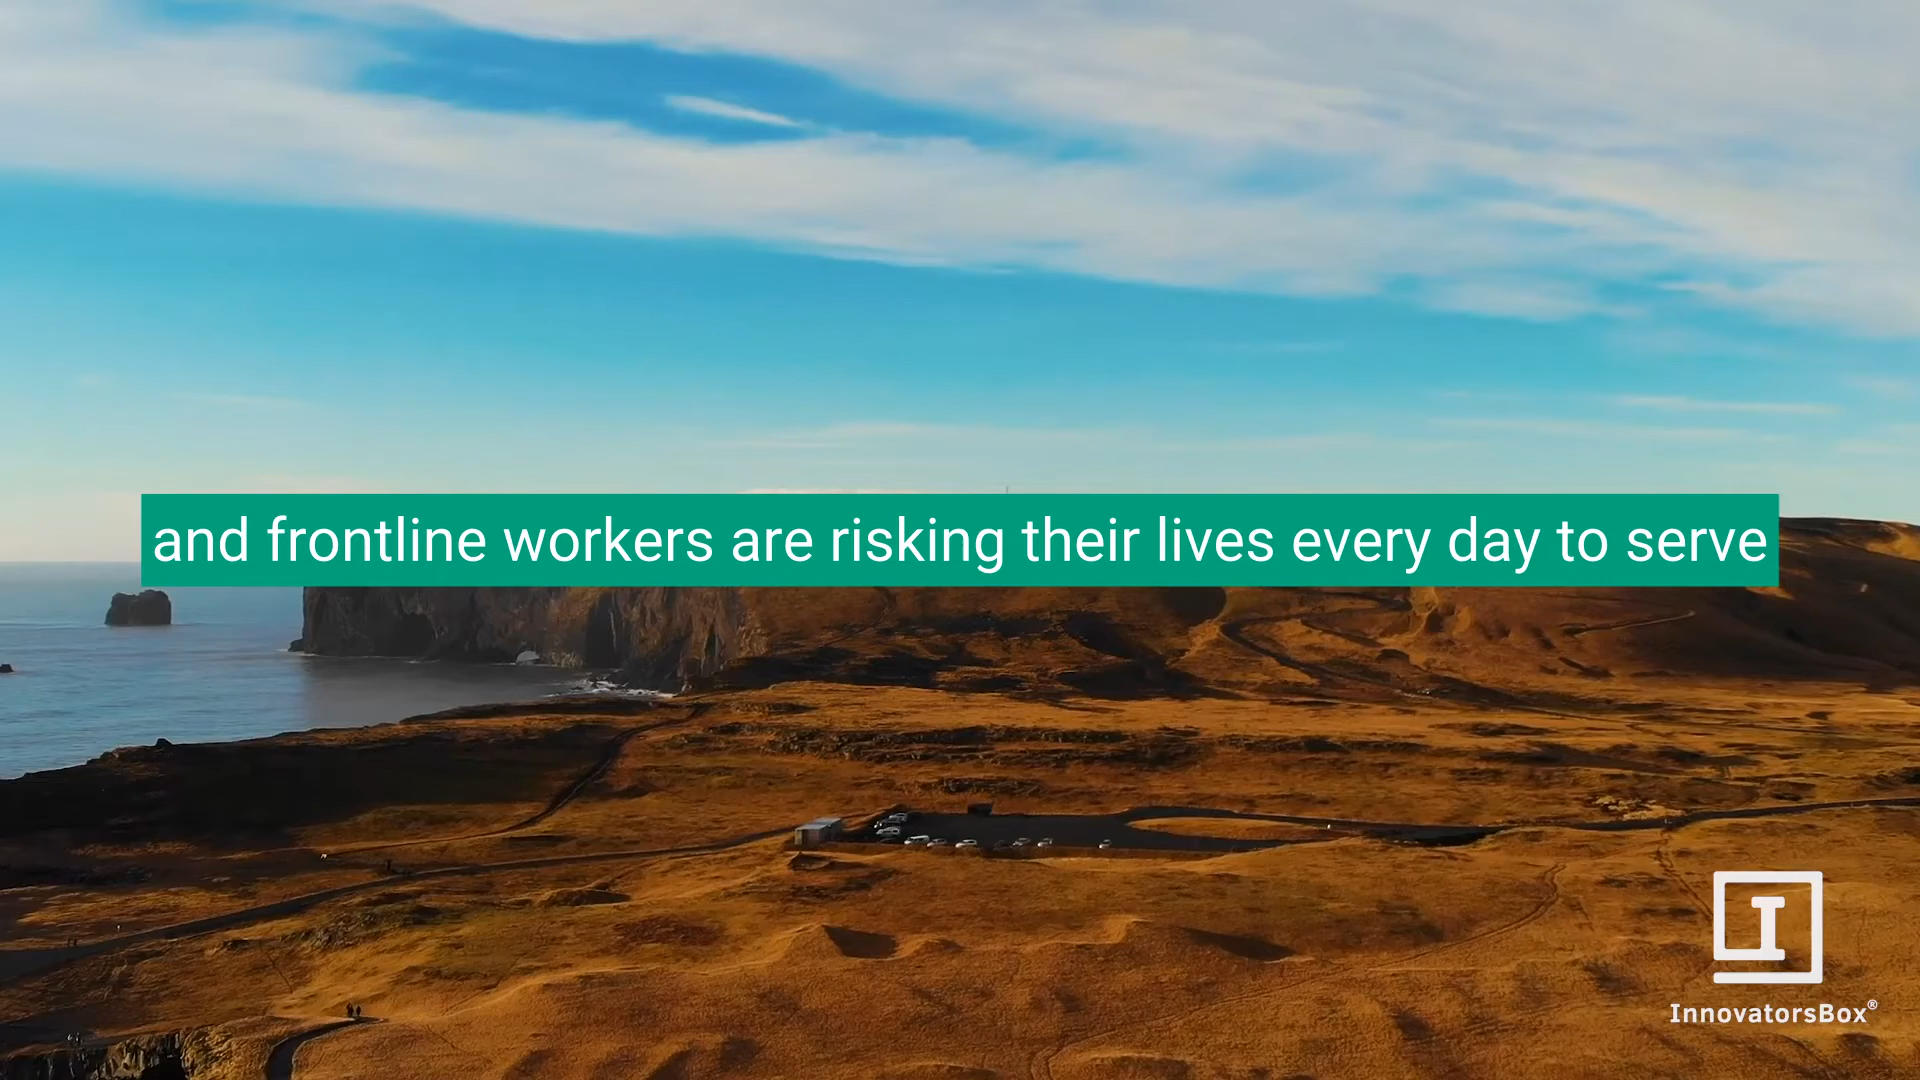 and frontline workers are risking their lives every day to serve
I
InnovatorsBox®